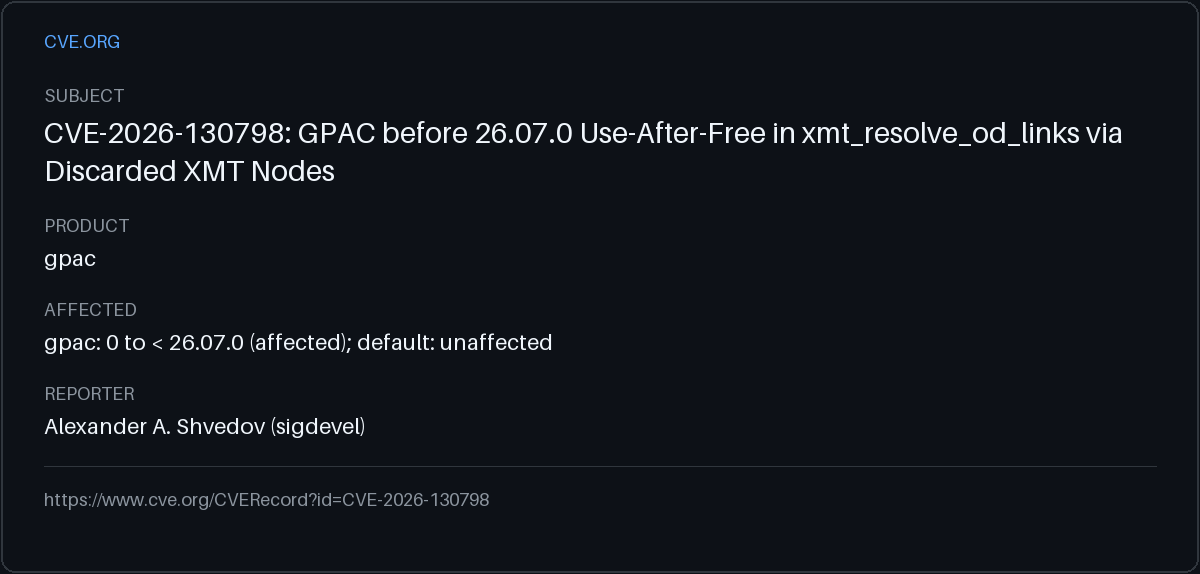 CVE.ORG
SUBJECT
CVE-2026-130798: GPAC before 26.07.0 Use-After-Free in xmt_resolve_od_links via
Discarded XMT Nodes
PRODUCT
gpac
AFFECTED
gpac: 0 to < 26.07.0 (affected); default: unaffected
REPORTER
Alexander A. Shvedov (sigdevel)
https://www.cve.org/CVERecord?id=CVE-2026-130798